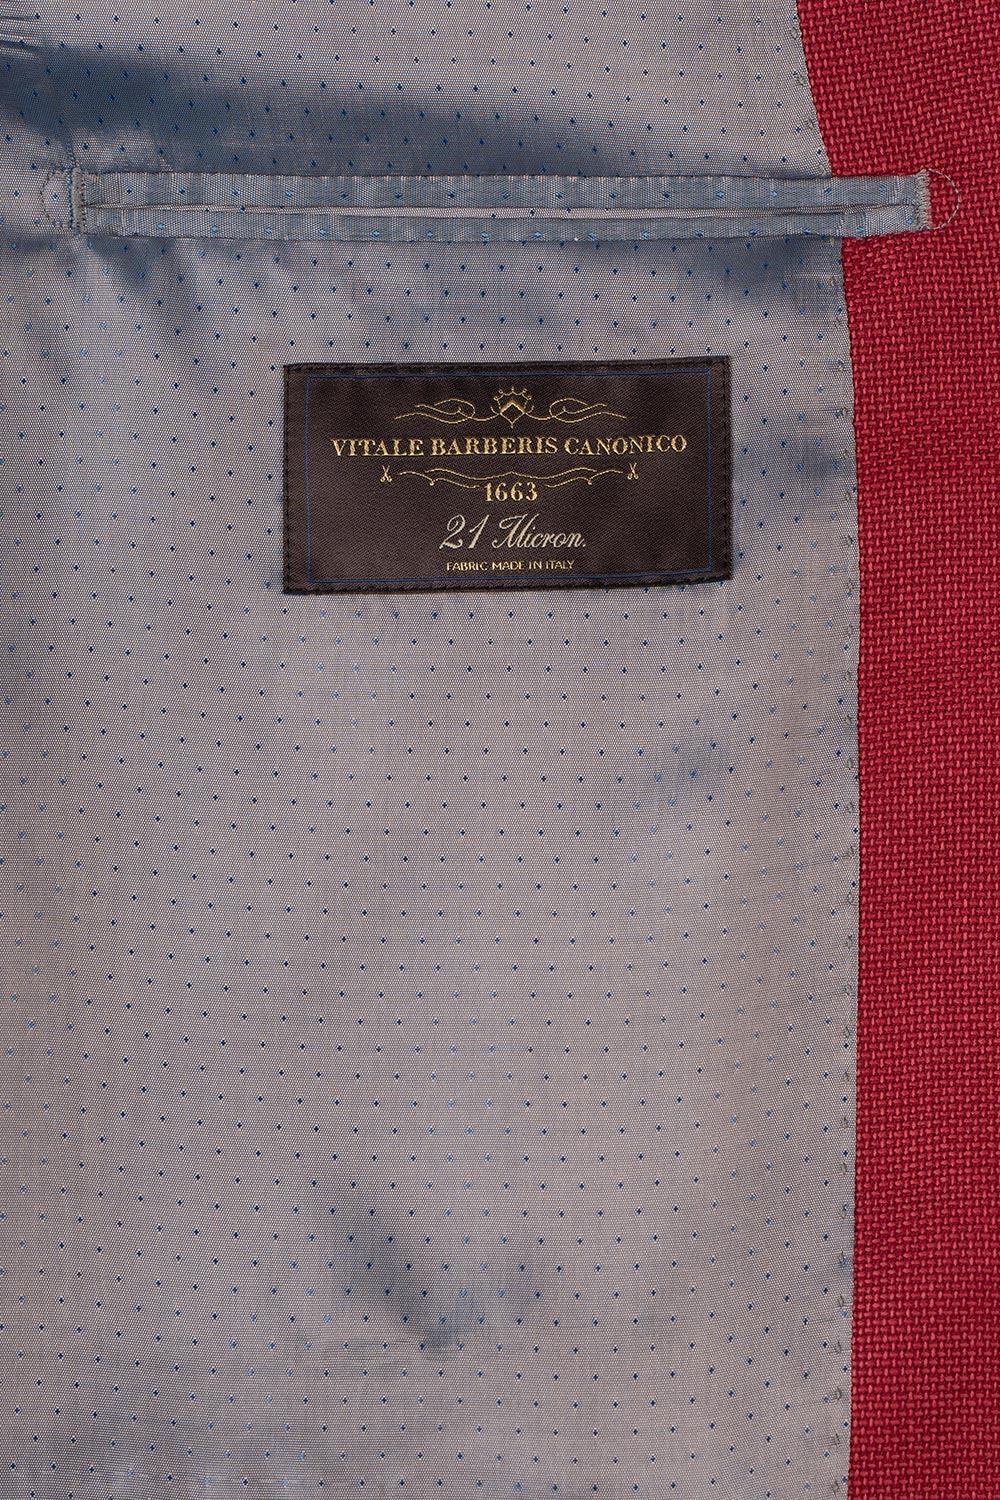 VITALE BARBERIS CANONICO
1663
21 Micron.
FABRIC MADE IN ITALY